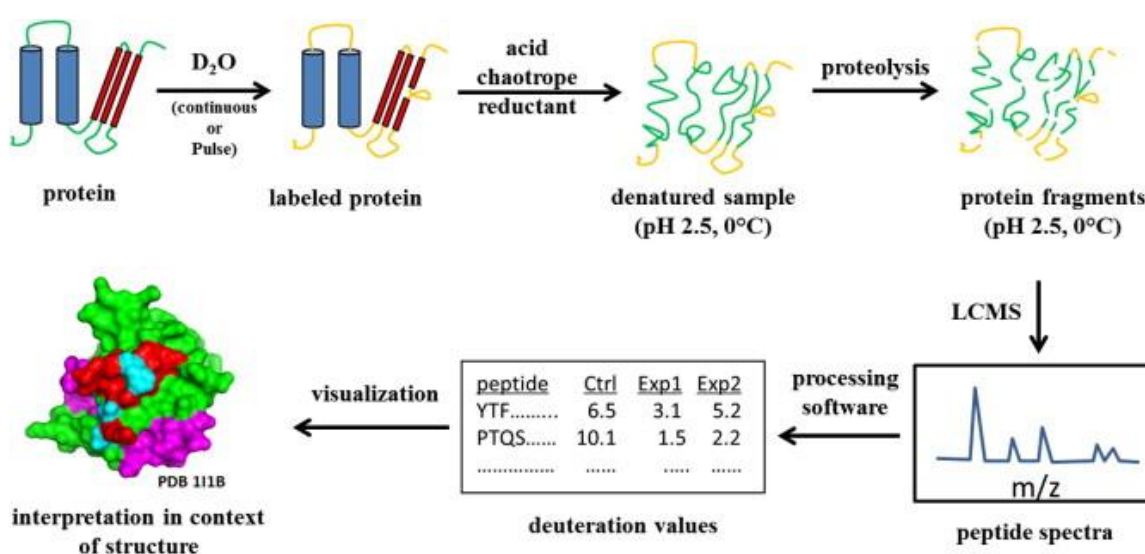 D₂O
(continuous
or
Pulse)
acid
chaotrope
reductant
proteolysis
protein
labeled protein
denatured sample
(pH 2.5, 0°C)
protein fragments
(pH 2.5, 0°C)
LCMS
m/z
peptide spectra
processing
software
peptide Ctrl Exp1 Exp2
YTF......... 6.5 3.1 5.2
PTQS...... 10.1 1.5 2.2
............... ...... ..... ......
deuteration values
visualization
PDB 1I1B
interpretation in context
of structure